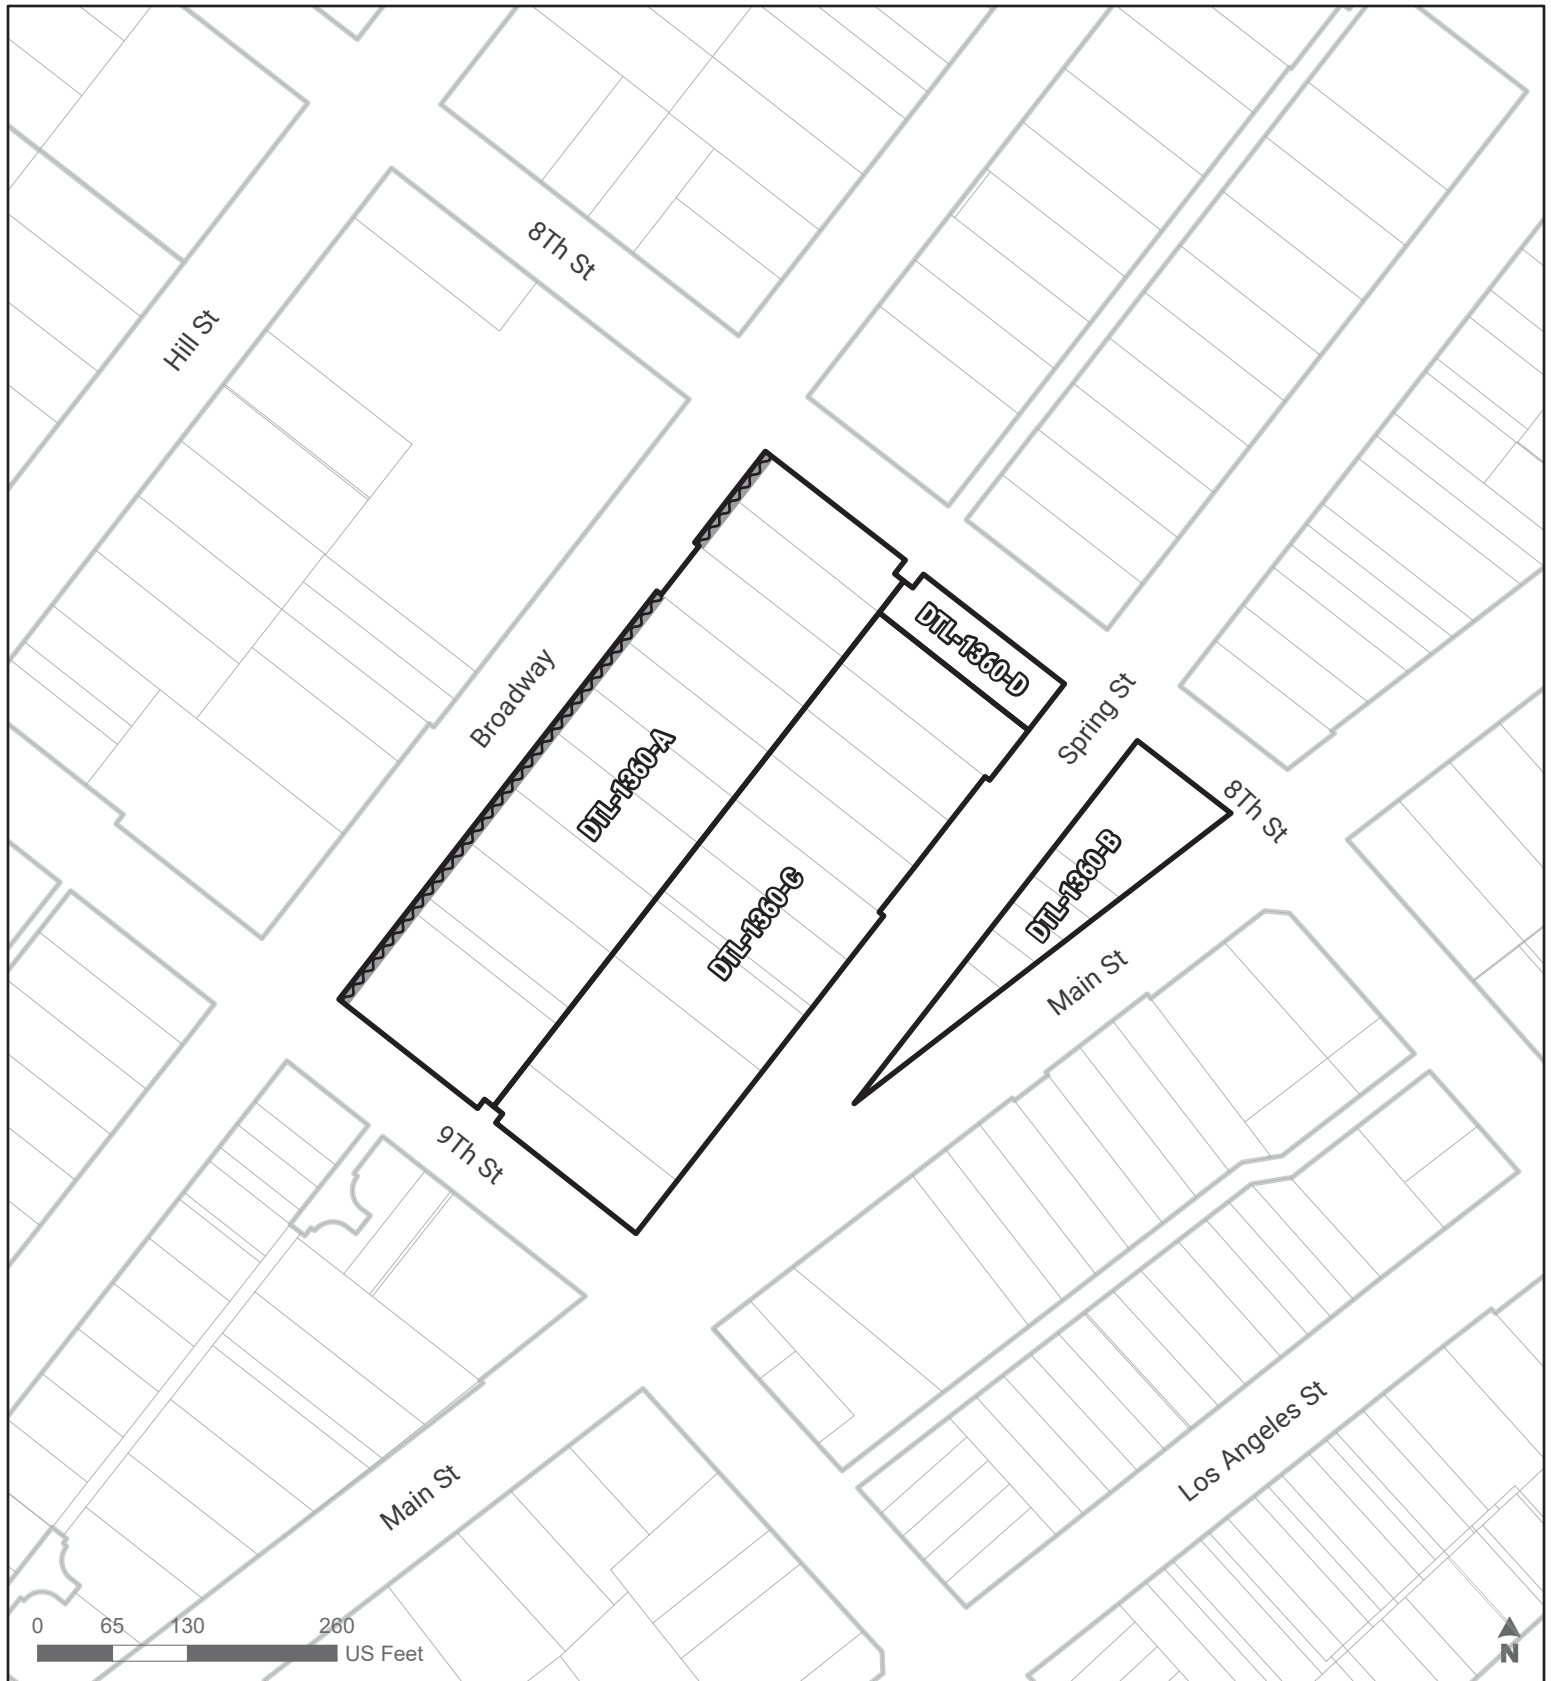 8Th St
Hill St
DTL-1360-D
Broadway
Spring St
DTL-1360-A
8Th St
DTL-1360-B
DTL-1360-C
Main St
9Th St
Los Angeles St
Main St
0 65 130 260
US Feet
N